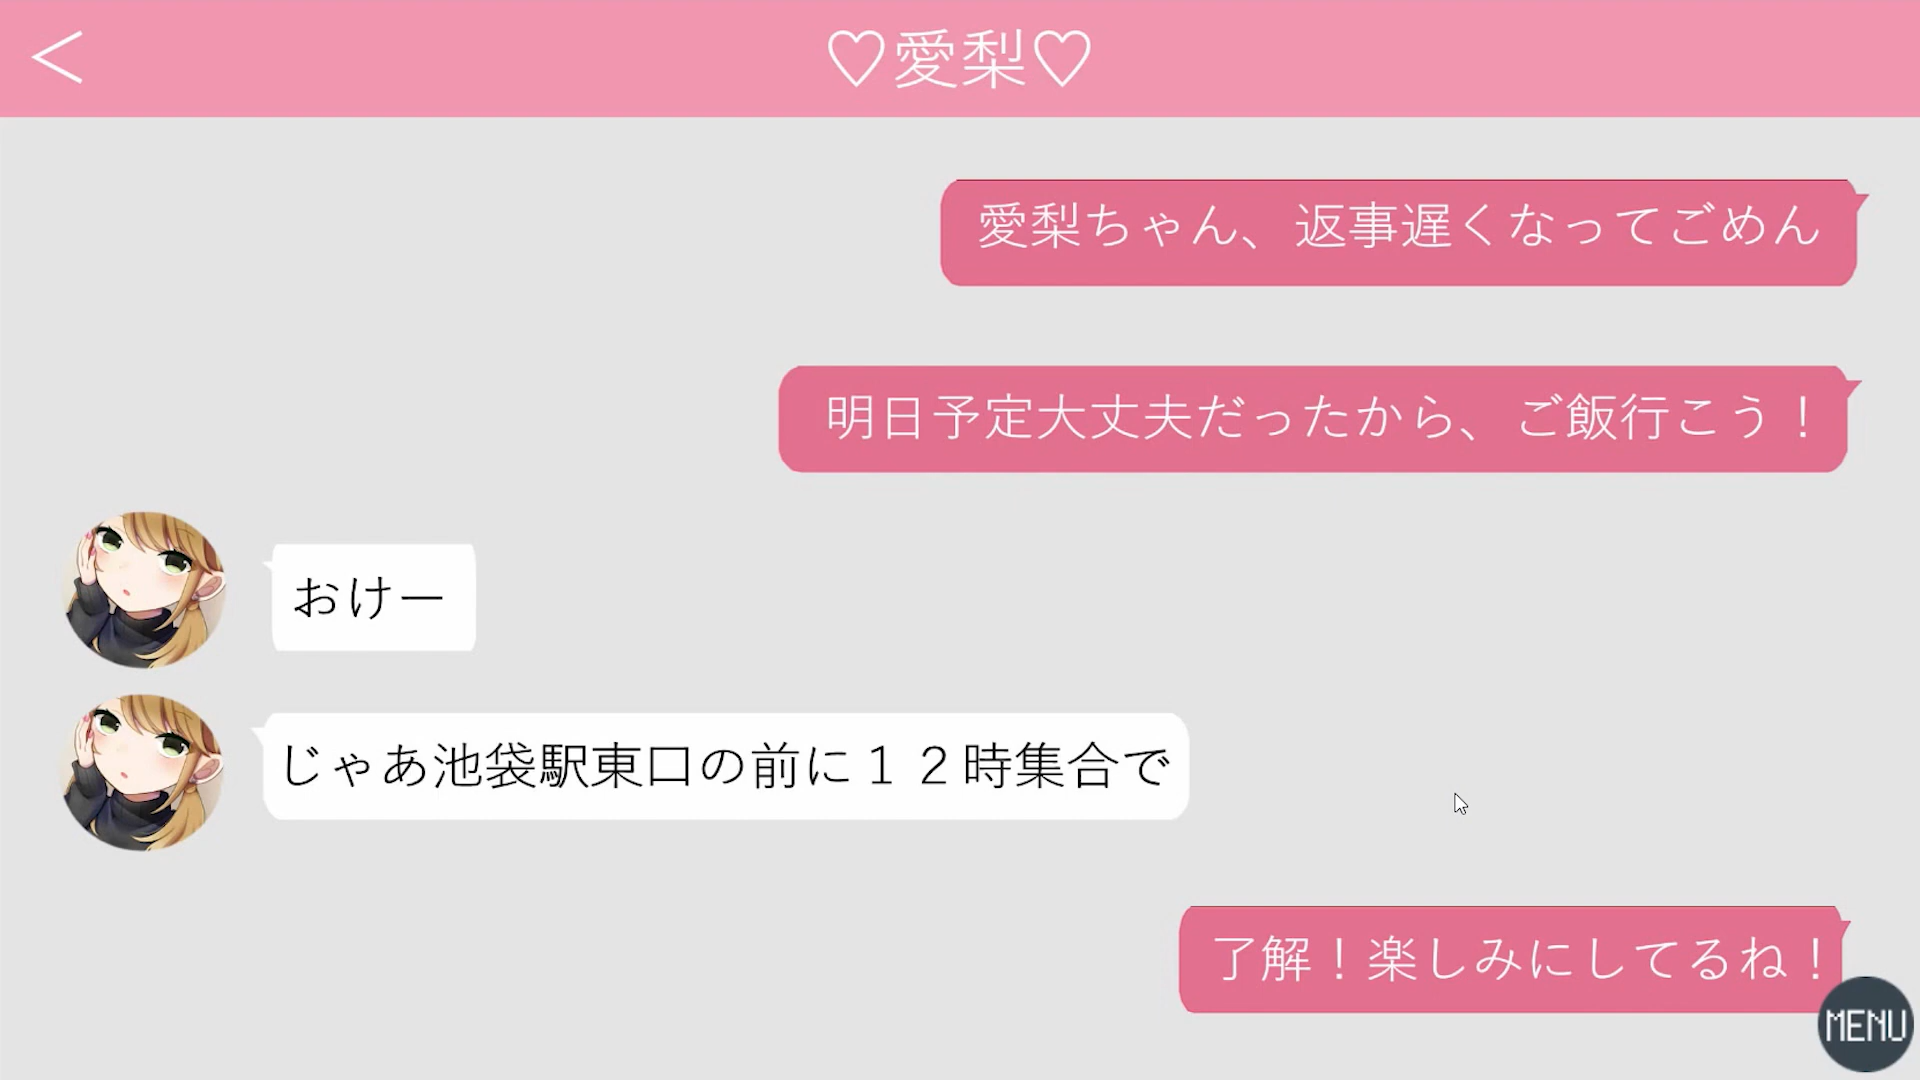 ＜
♡愛梨♡
愛梨ちゃん、返事遅くなってごめん
明日予定大丈夫だったから、ご飯行こう！
おけー
じゃあ池袋駅東口の前に１２時集合で
了解！楽しみにしてるね！
MENU